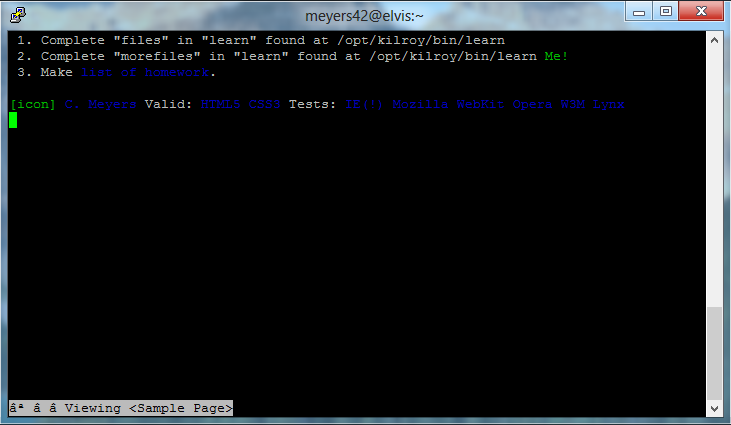 meyers42@elvis:~
1. Complete "files" in "learn" found at /opt/kilroy/bin/learn
2. Complete "morefiles" in "learn" found at /opt/kilroy/bin/learn Me!
3. Make list of homework.
[icon] C. Meyers Valid: HTML5 CSS3 Tests: IE(!) Mozilla WebKit Opera W3M Lynx
âª â â Viewing <Sample Page>